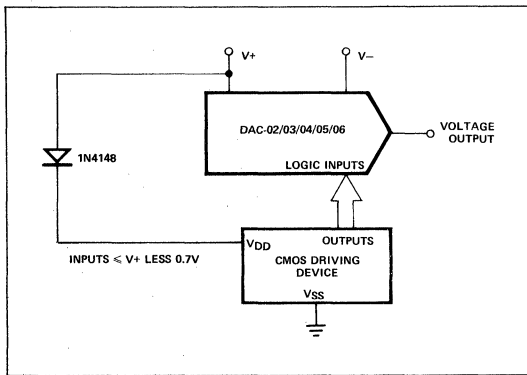 V+
V−
DAC-02/03/04/05/06
VOLTAGE
OUTPUT
LOGIC INPUTS
1N4148
VDD
OUTPUTS
INPUTS ⩽ V+ LESS 0.7V
CMOS DRIVING
DEVICE
VSS